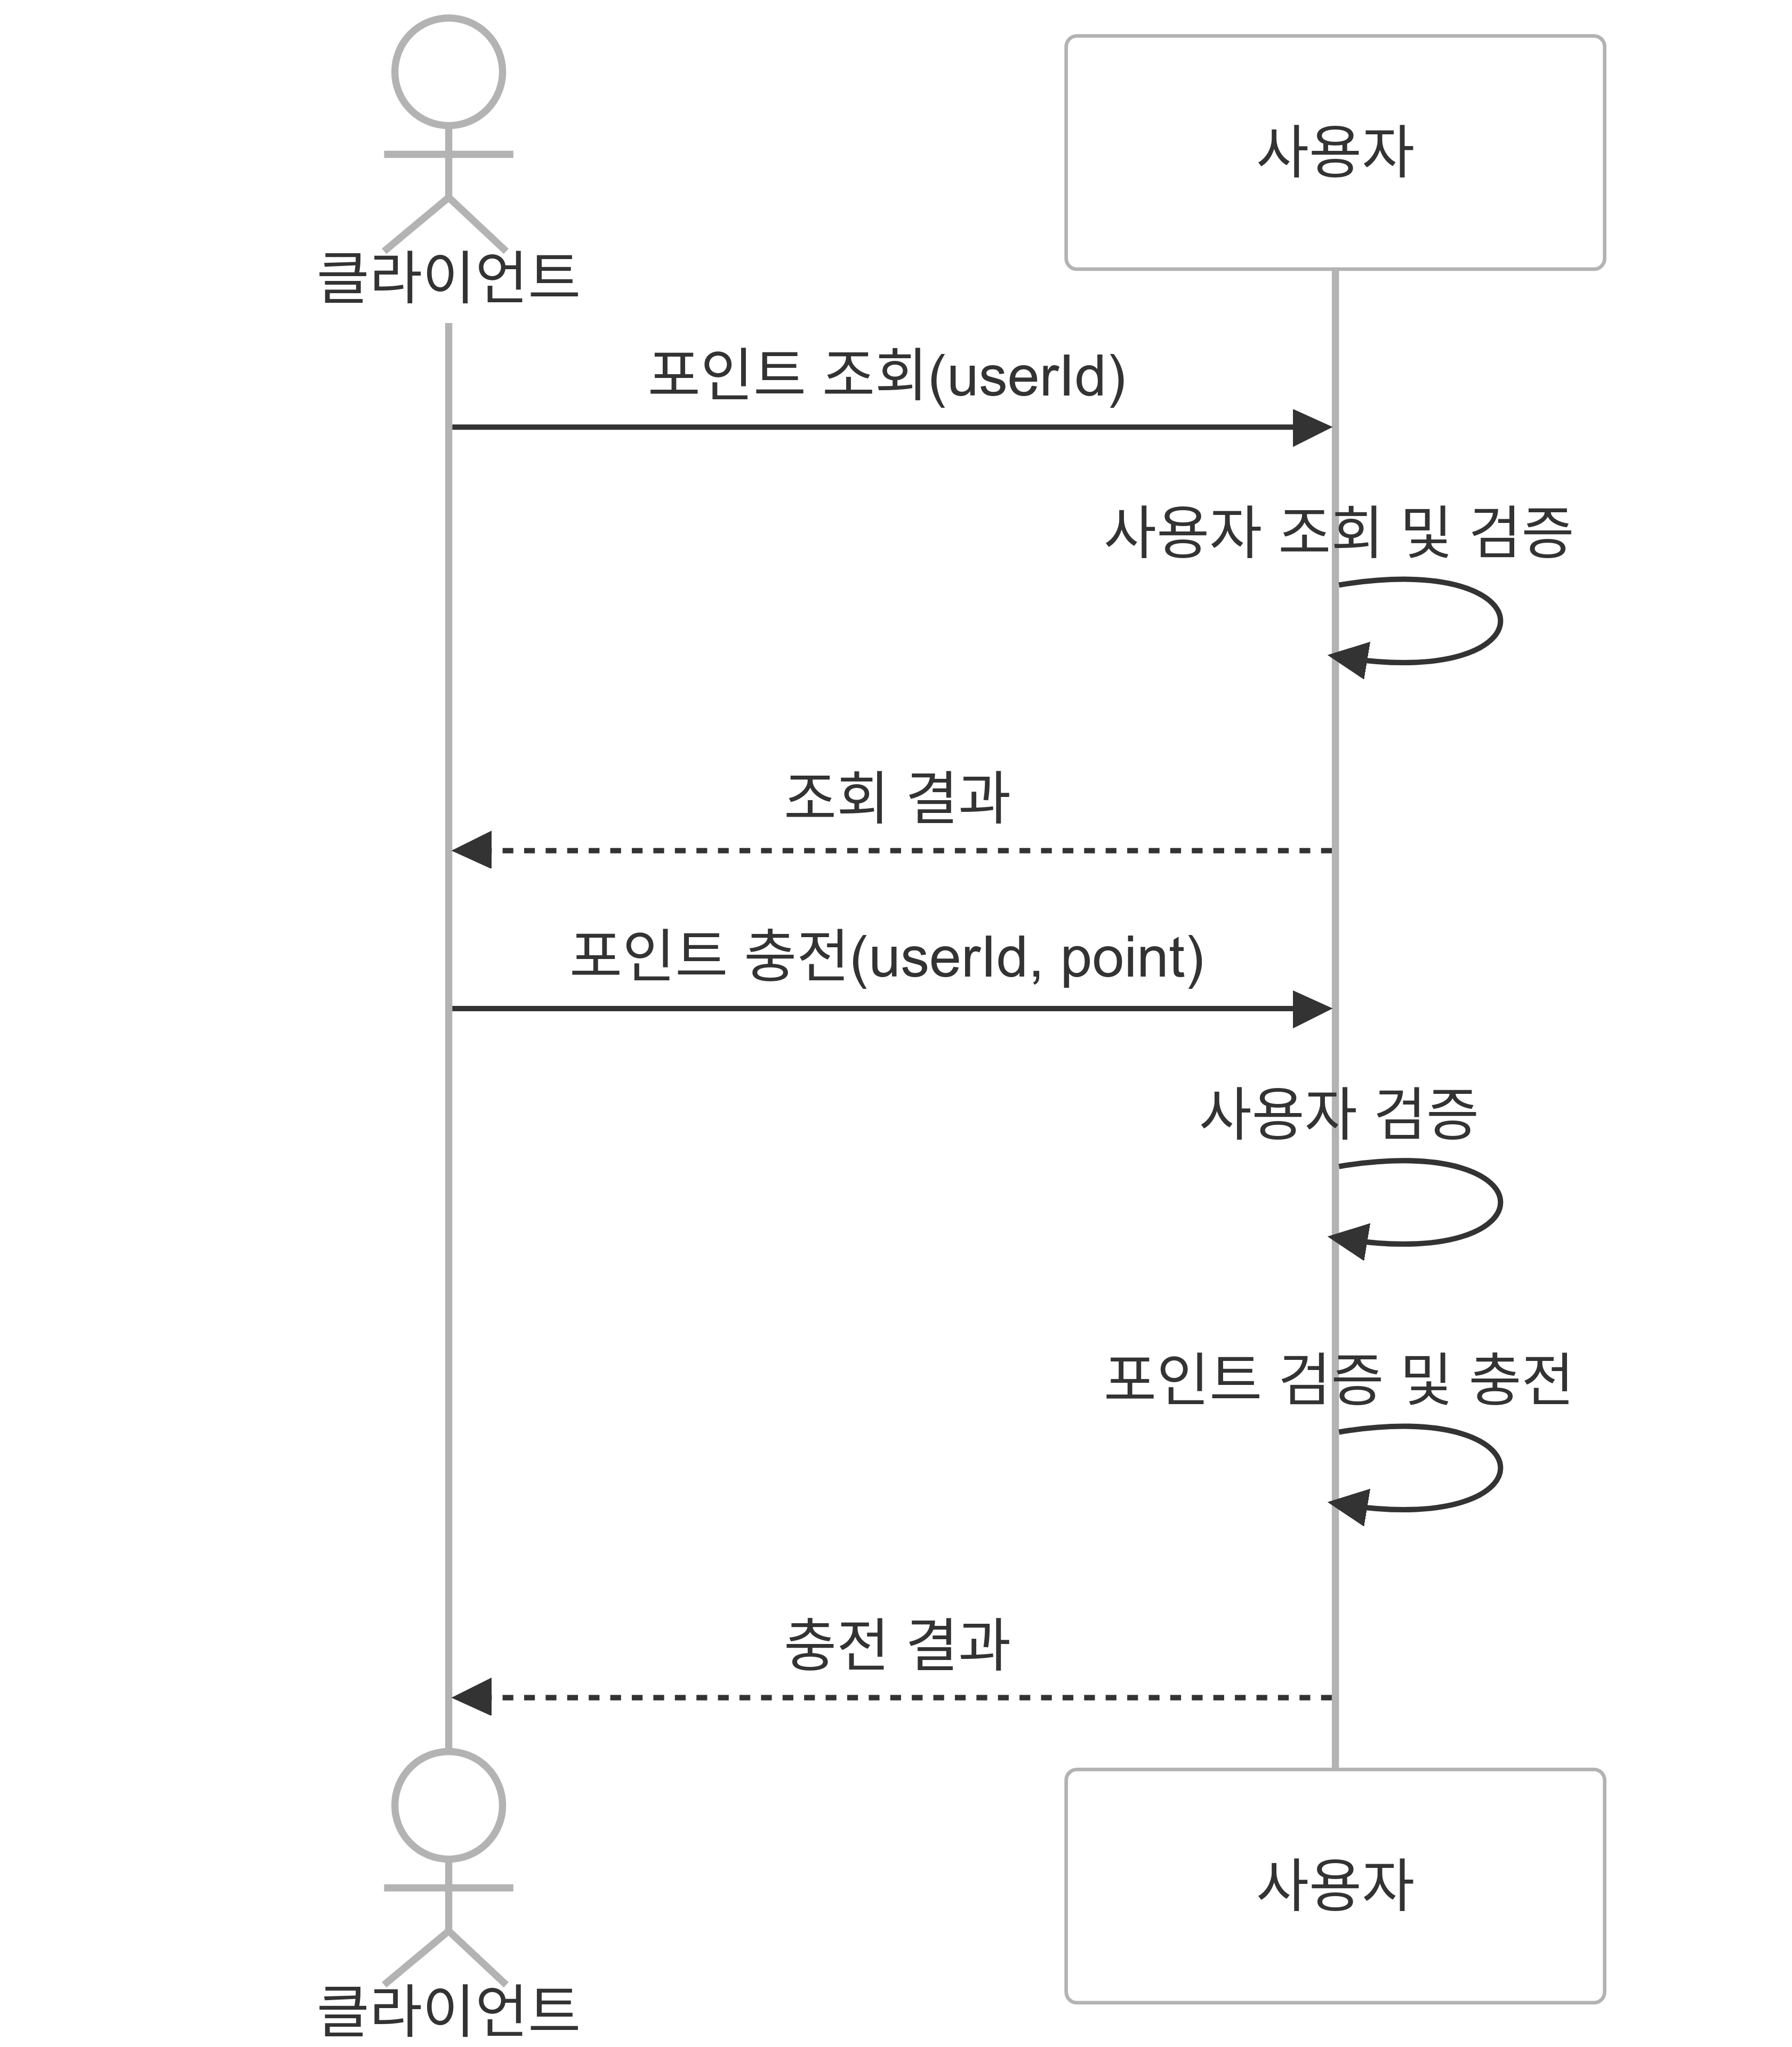 클라이언트
사용자
포인트 조회(userId)
사용자 조회 및 검증
조회 결과
포인트 충전(userId, point)
사용자 검증
포인트 검증 및 충전
충전 결과
클라이언트
사용자